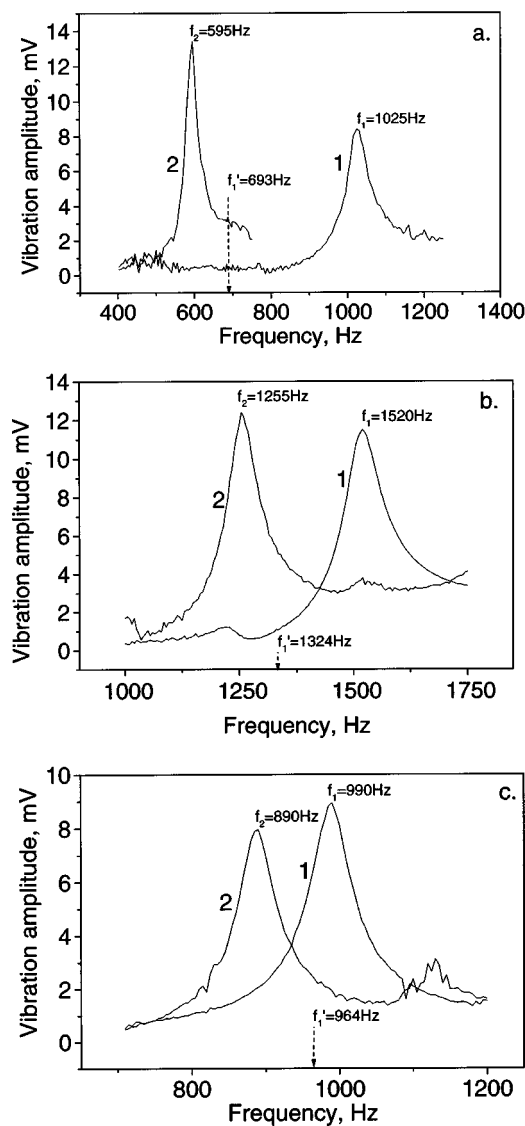 a.
f₂=595Hz
f₁=1025Hz
f₁'=693Hz
2
1
Vibration amplitude, mV
14
12
10
8
6
4
2
0
400 600 800 1000 1200 1400
Frequency, Hz
b.
f₂=1255Hz
f₁=1520Hz
2
1
f₁'=1324Hz
Vibration amplitude, mV
14
12
10
8
6
4
2
0
1000 1250 1500 1750
Frequency, Hz
c.
f₁=990Hz
f₂=890Hz
1
2
f₁'=964Hz
Vibration amplitude, mV
10
8
6
4
2
0
800 1000 1200
Frequency, Hz